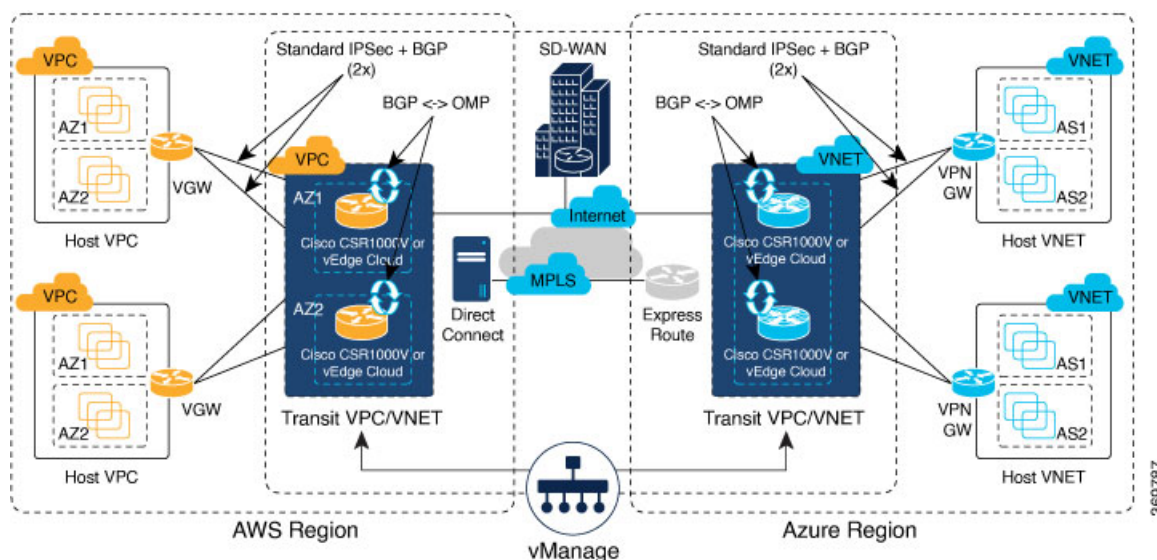 Standard IPSec + BGP
(2x)
SD-WAN
Standard IPSec + BGP
(2x)
VPC
AZ1
AZ2
VGW
Host VPC
BGP <-> OMP
BGP <-> OMP
VPC
AZ1
Cisco CSR1000V or
vEdge Cloud
AZ2
Cisco CSR1000V or
vEdge Cloud
Transit VPC/VNET
Internet
MPLS
Direct
Connect
Express
Route
VNET
Cisco CSR1000V or
vEdge Cloud
Cisco CSR1000V or
vEdge Cloud
Transit VPC/VNET
VNET
AS1
AS2
VPN
GW
Host VNET
VPC
AZ1
AZ2
VGW
Host VPC
VNET
AS1
AS2
VPN
GW
Host VNET
AWS Region
vManage
Azure Region
369797